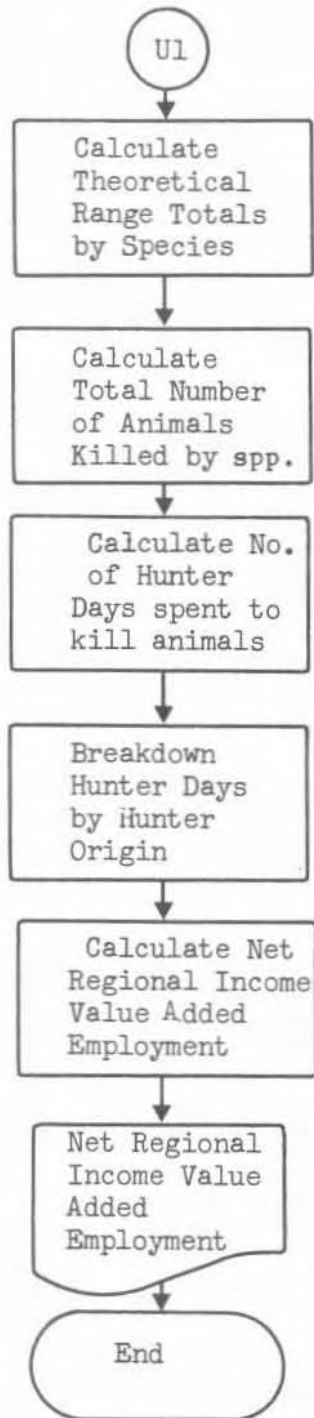 U1
Calculate
Theoretical
Range Totals
by Species
Calculate
Total Number
of Animals
Killed by spp.
Calculate No.
of Hunter
Days spent to
kill animals
Breakdown
Hunter Days
by Hunter
Origin
Calculate Net
Regional Income
Value Added
Employment
Net Regional
Income Value
Added
Employment
End